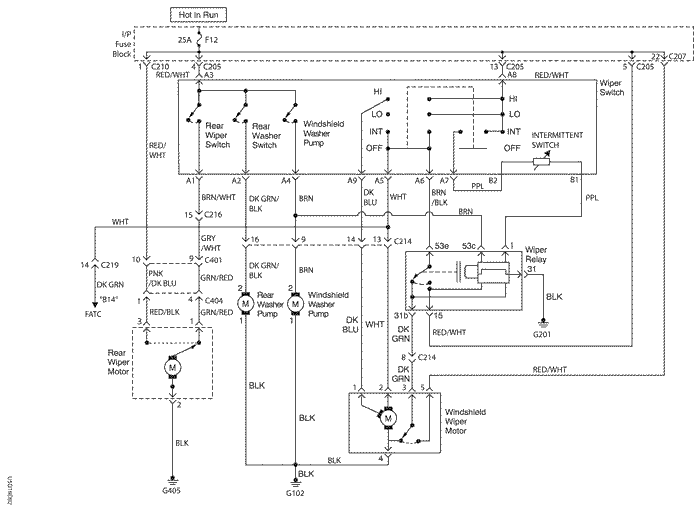 Hot In Run
I/P
Fuse
Block
25A F12
1 C210
4 C205
13 C205
5 C205
22 C207
RED/WHT A3
A8 RED/WHT
Wiper
Switch
HI
LO
INT
OFF
HI
LO
INT
OFF
INTERMITTENT
SWITCH
Rear
Wiper
Switch
Rear
Washer
Switch
Windshield
Washer
Pump
RED/
WHT
A1
A2
A4
A9
A5
A6
A7
B2
B1
PPL
PPL
BRN/WHT
DK GRN/
BLK
BRN
DK
BLU
WHT
BRN
/BLK
15 C216
WHT
BRN
GRY
/WHT
16
9
14
13 C214
53e
53c
1
Wiper
Relay
14 C219
10
9 C401
DK GRN
"B14"
FATC
PNK
/DK BLU
GRN/RED
DK GRN/
BLK
BRN
31
BLK
G201
1
4 C404
RED/BLK
GRN/RED
2
1
M
Rear
Washer
Pump
2
1
M
Windshield
Washer
Pump
DK
BLU
WHT
31b
15
DK
GRN
RED/WHT
8 C214
DK
GRN
RED/WHT
3
1
Rear
Wiper
Motor
M
2
BLK
BLK
BLK
1
2
3
5
M
Windshield
Wiper
Motor
4
BLK
BLK
G405
G102